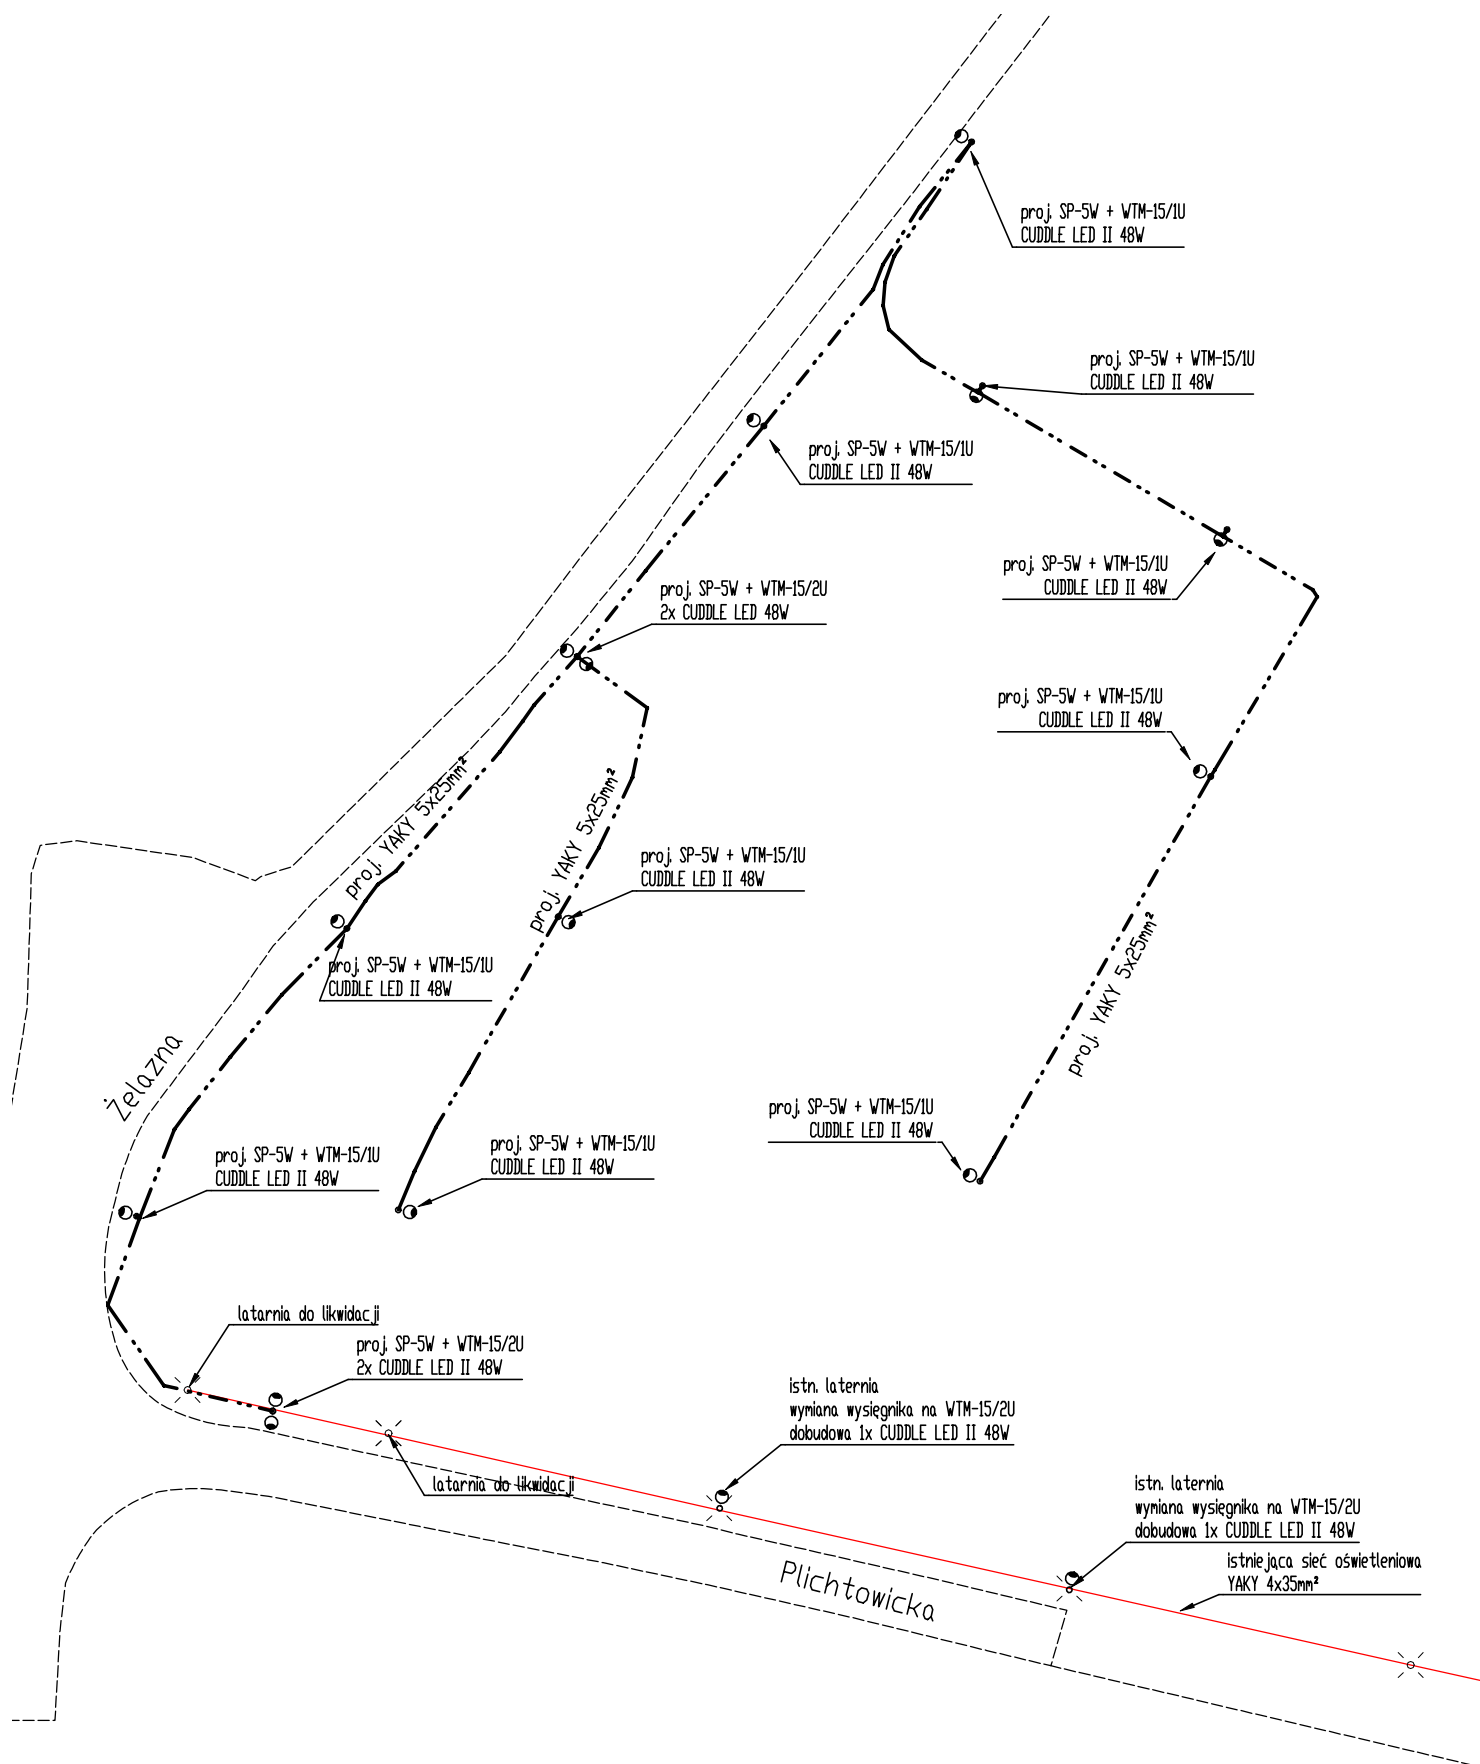 proj. SP-5W + WTM-15/1U
CUDDLE LED II 48W
proj. SP-5W + WTM-15/1U
CUDDLE LED II 48W
proj. SP-5W + WTM-15/1U
CUDDLE LED II 48W
proj. SP-5W + WTM-15/1U
CUDDLE LED II 48W
proj. SP-5W + WTM-15/2U
2x CUDDLE LED 48W
proj. SP-5W + WTM-15/1U
CUDDLE LED II 48W
proj. YAKY 5x25mm²
proj. YAKY 5x25mm²
proj. SP-5W + WTM-15/1U
CUDDLE LED II 48W
proj. YAKY 5x25mm²
proj. SP-5W + WTM-15/1U
CUDDLE LED II 48W
Żelazna
proj. SP-5W + WTM-15/1U
CUDDLE LED II 48W
proj. SP-5W + WTM-15/1U
CUDDLE LED II 48W
proj. SP-5W + WTM-15/1U
CUDDLE LED II 48W
latarnia do likwidacji
proj. SP-5W + WTM-15/2U
2x CUDDLE LED II 48W
istn. laternia
wymiana wysięgnika na WTM-15/2U
dobudowa 1x CUDDLE LED II 48W
latarnia do likwidacji
istn. laternia
wymiana wysięgnika na WTM-15/2U
dobudowa 1x CUDDLE LED II 48W
istniejąca sieć oświetleniowa
YAKY 4x35mm²
Plichtowicka